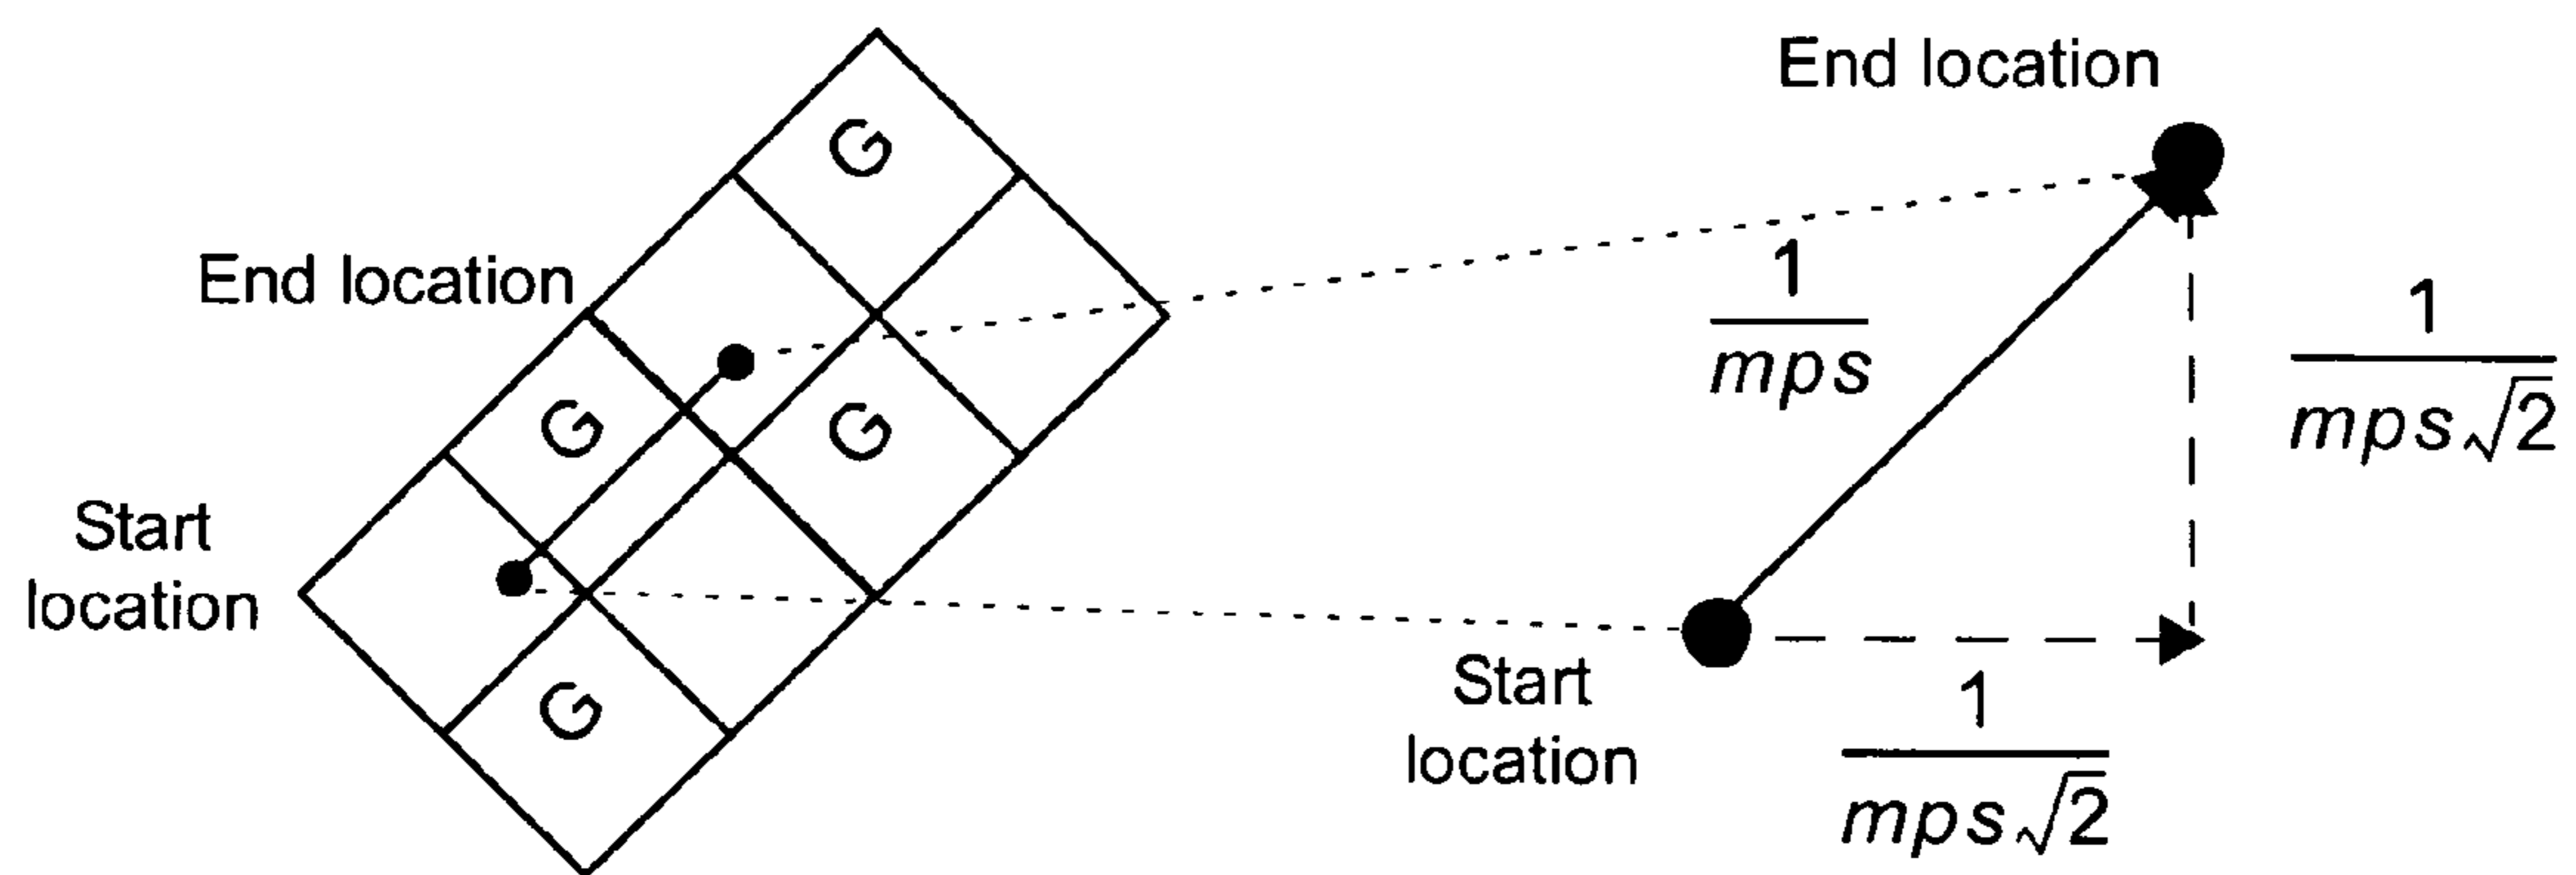 End location
G
End location
1
mps
1
mps√2
G
G
Start
location
Start
location
1
mps√2
G